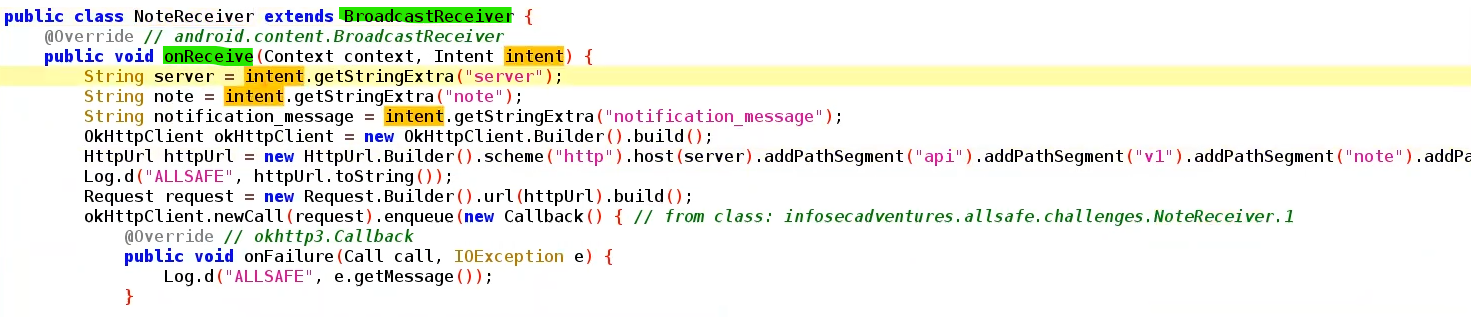 public class NoteReceiver extends BroadcastReceiver {
@Override // android.content.BroadcastReceiver
public void onReceive(Context context, Intent intent) {
String server = intent.getStringExtra("server");
String note = intent.getStringExtra("note");
String notification_message = intent.getStringExtra("notification_message");
OkHttpClient okHttpClient = new OkHttpClient.Builder().build();
HttpUrl httpUrl = new HttpUrl.Builder().scheme("http").host(server).addPathSegment("api").addPathSegment("v1").addPathSegment("note").addPa
Log.d("ALLSAFE", httpUrl.toString());
Request request = new Request.Builder().url(httpUrl).build();
okHttpClient.newCall(request).enqueue(new Callback() { // from class: infosecadventures.allsafe.challenges.NoteReceiver.1
@Override // okhttp3.Callback
public void onFailure(Call call, IOException e) {
Log.d("ALLSAFE", e.getMessage());
}